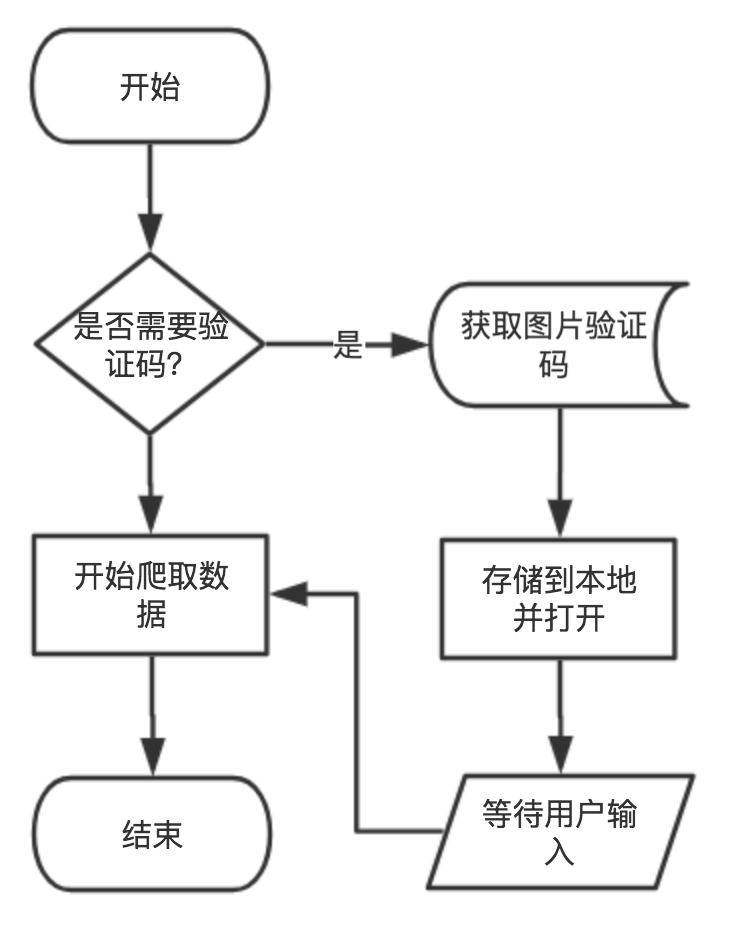 开始
是否需要验
证码?
是
获取图片验证
码
开始爬取数
据
存储到本地
并打开
结束
等待用户输
入